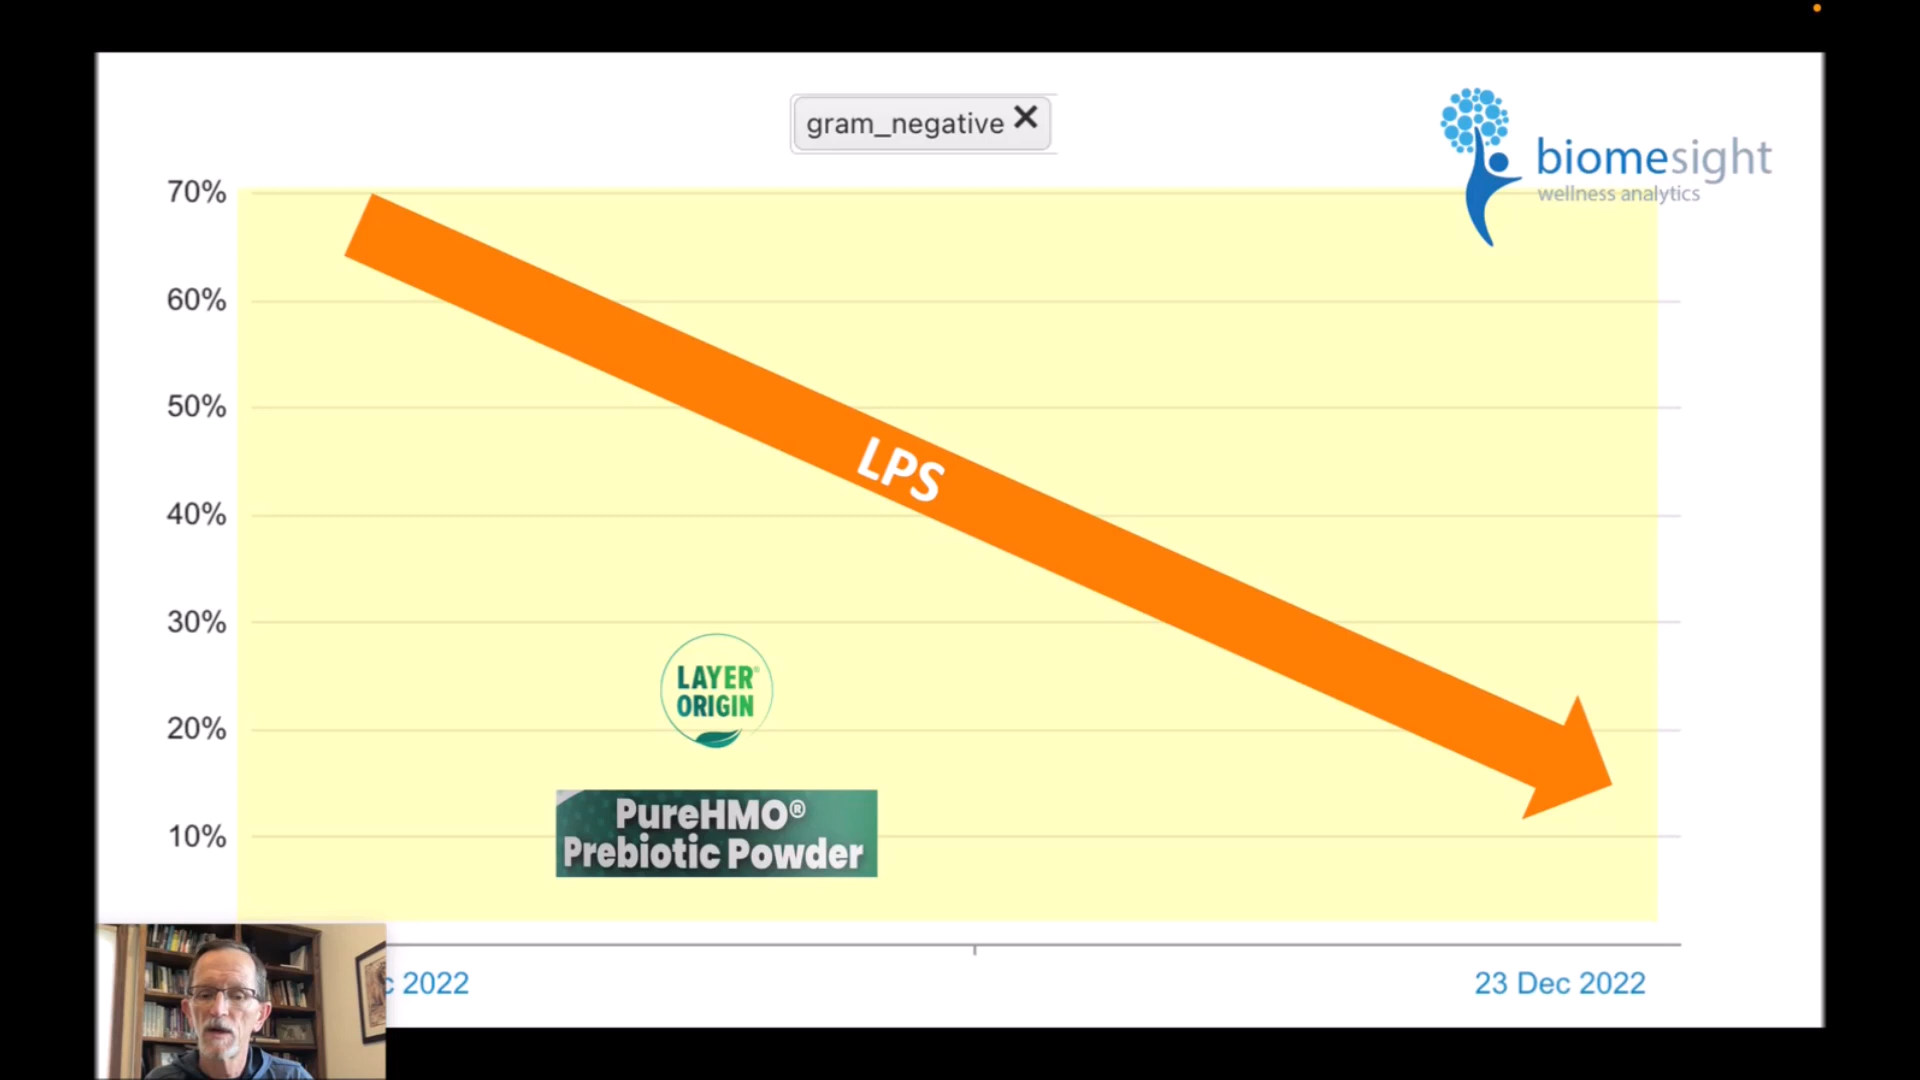 gram_negative
biomesight
wellness analytics
70%
60%
50%
40%
30%
20%
10%
LPS
LAYER®
ORIGIN
PureHMO®
Prebiotic Powder
2022
23 Dec 2022